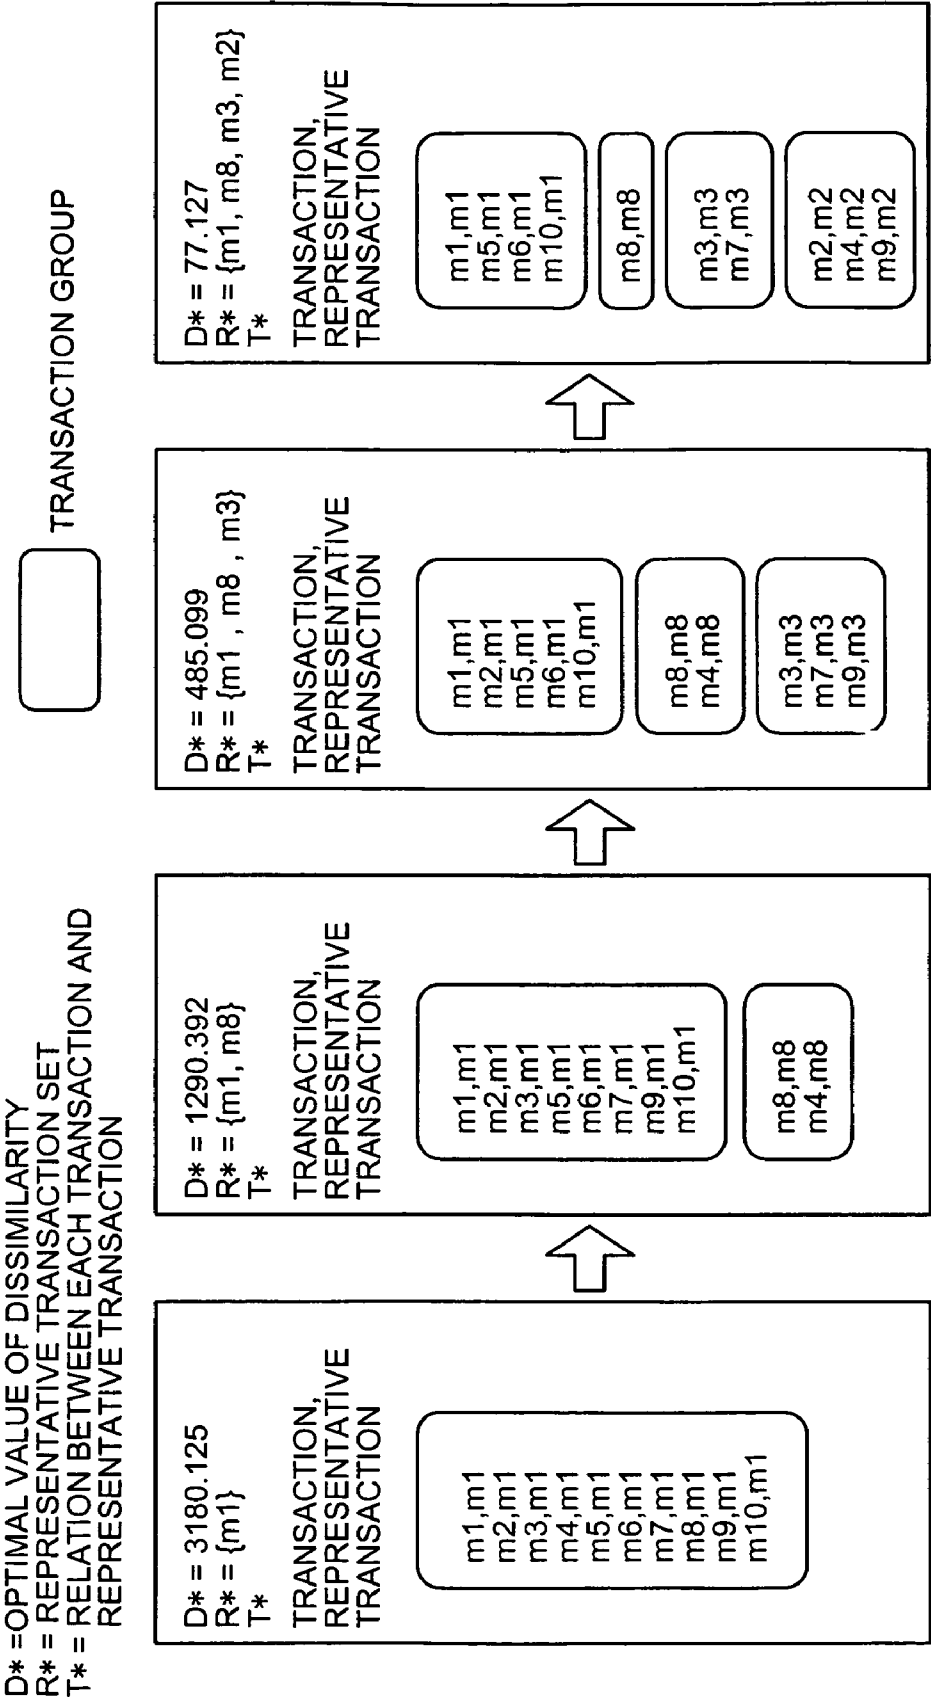 D* =OPTIMAL VALUE OF DISSIMILARITY
R* = REPRESENTATIVE TRANSACTION SET
T* = RELATION BETWEEN EACH TRANSACTION AND
REPRESENTATIVE TRANSACTION
TRANSACTION GROUP
D* = 3180.125
R* = {m1}
T*
TRANSACTION,
REPRESENTATIVE
TRANSACTION
m1,m1
m2,m1
m3,m1
m4,m1
m5,m1
m6,m1
m7,m1
m8,m1
m9,m1
m10,m1
D* = 1290.392
R* = {m1, m8}
T*
TRANSACTION,
REPRESENTATIVE
TRANSACTION
m1,m1
m2,m1
m3,m1
m5,m1
m6,m1
m7,m1
m9,m1
m10,m1
m8,m8
m4,m8
D* = 485.099
R* = {m1 , m8 , m3}
T*
TRANSACTION,
REPRESENTATIVE
TRANSACTION
m1,m1
m2,m1
m5,m1
m6,m1
m10,m1
m8,m8
m4,m8
m3,m3
m7,m3
m9,m3
D* = 77.127
R* = {m1, m8, m3, m2}
T*
TRANSACTION,
REPRESENTATIVE
TRANSACTION
m1,m1
m5,m1
m6,m1
m10,m1
m8,m8
m3,m3
m7,m3
m2,m2
m4,m2
m9,m2